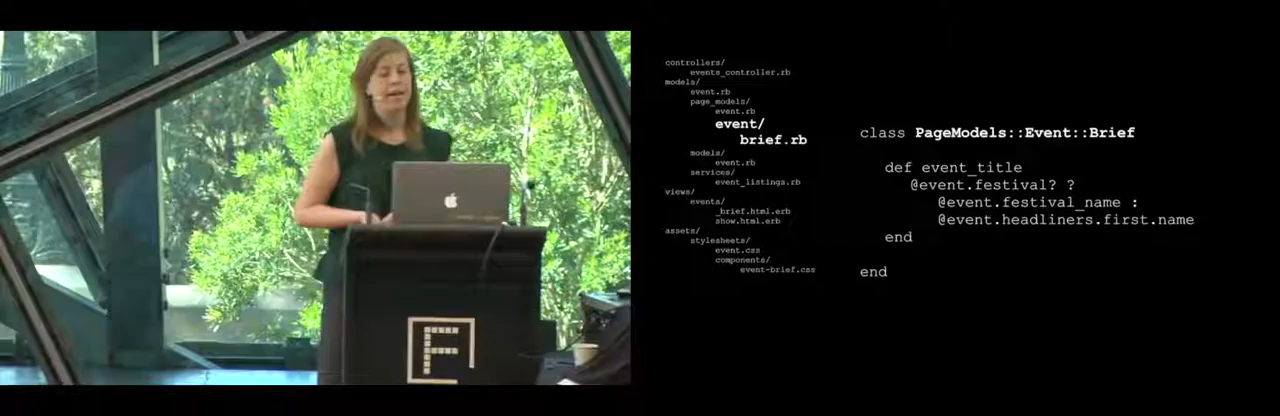 controllers/
events_controller.rb
models/
event.rb
page_models/
event.rb
event/
brief.rb
models/
event.rb
services/
event_listings.rb
views/
events/
_brief.html.erb
show.html.erb
assets/
stylesheets/
event.css
components/
event-brief.css
class PageModels::Event::Brief
def event_title
@event.festival? ?
@event.festival_name :
@event.headliners.first.name
end
end
F